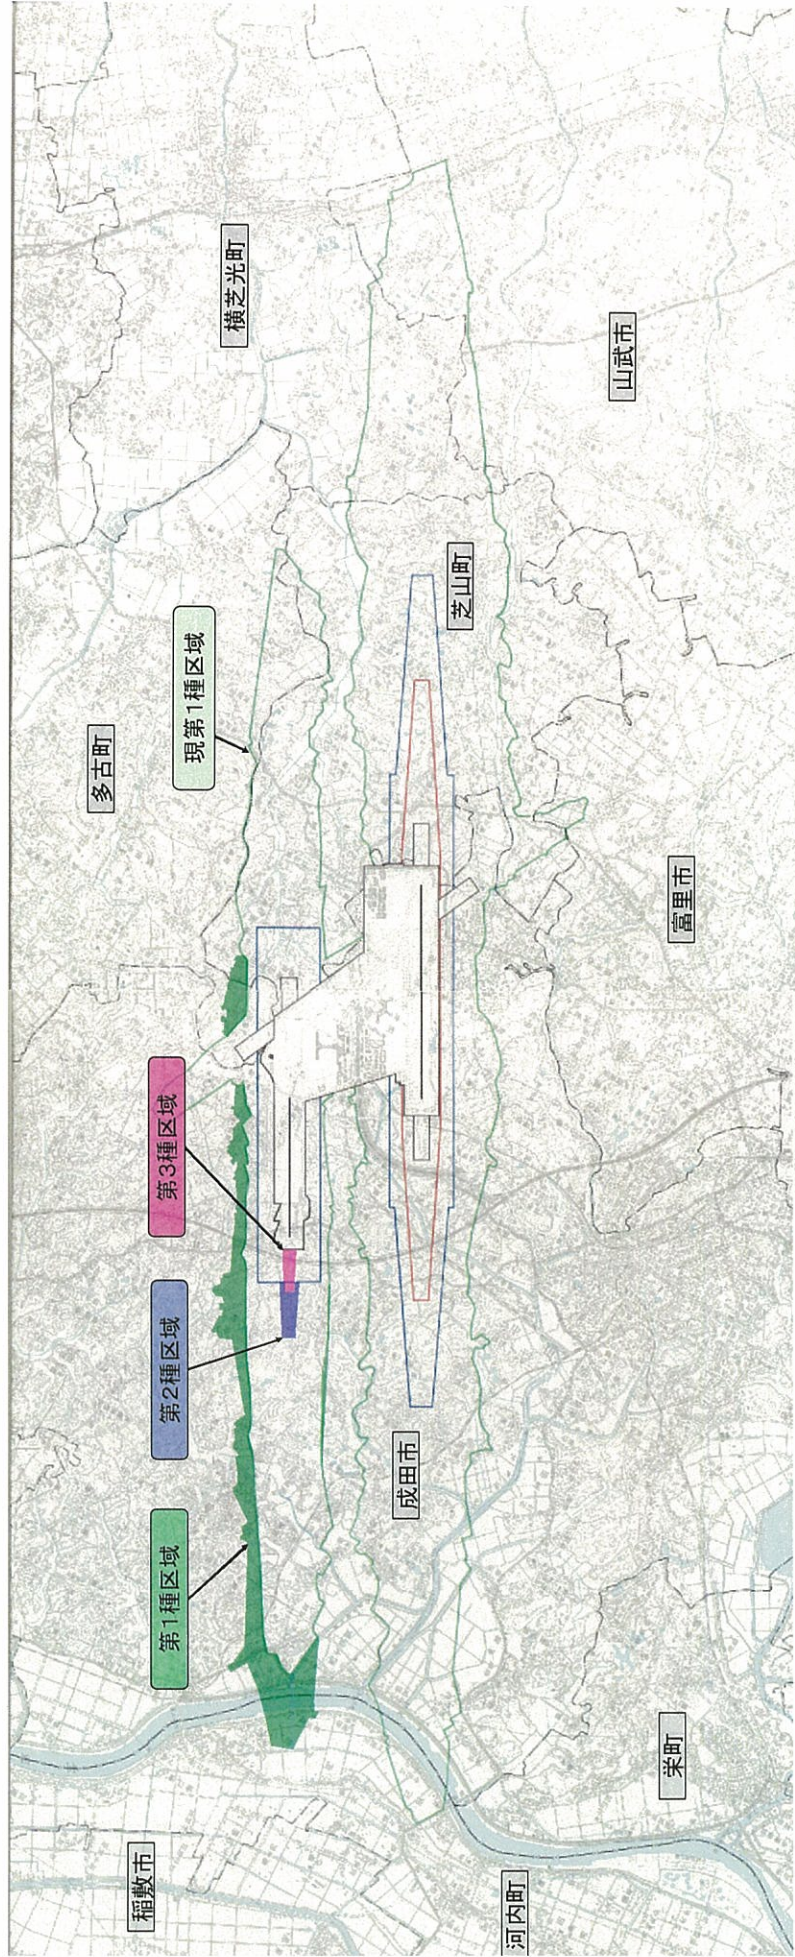 稲敷市
河内町
栄町
第1種区域
第2種区域
第3種区域
成田市
現第1種区域
多古町
芝山町
富里市
横芝光町
山武市